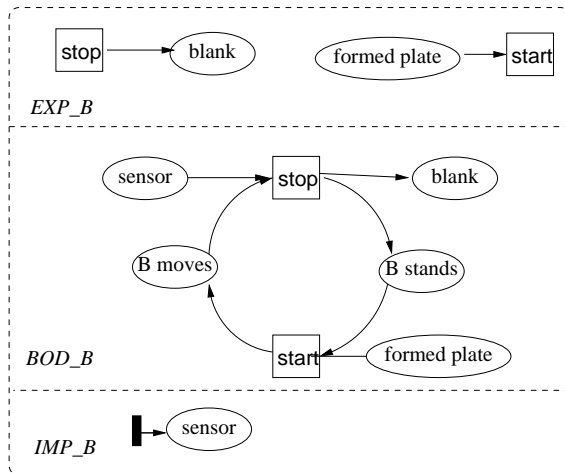 stop
blank
formed plate
start
EXP_B
sensor
stop
blank
B moves
B stands
start
formed plate
BOD_B
sensor
IMP_B